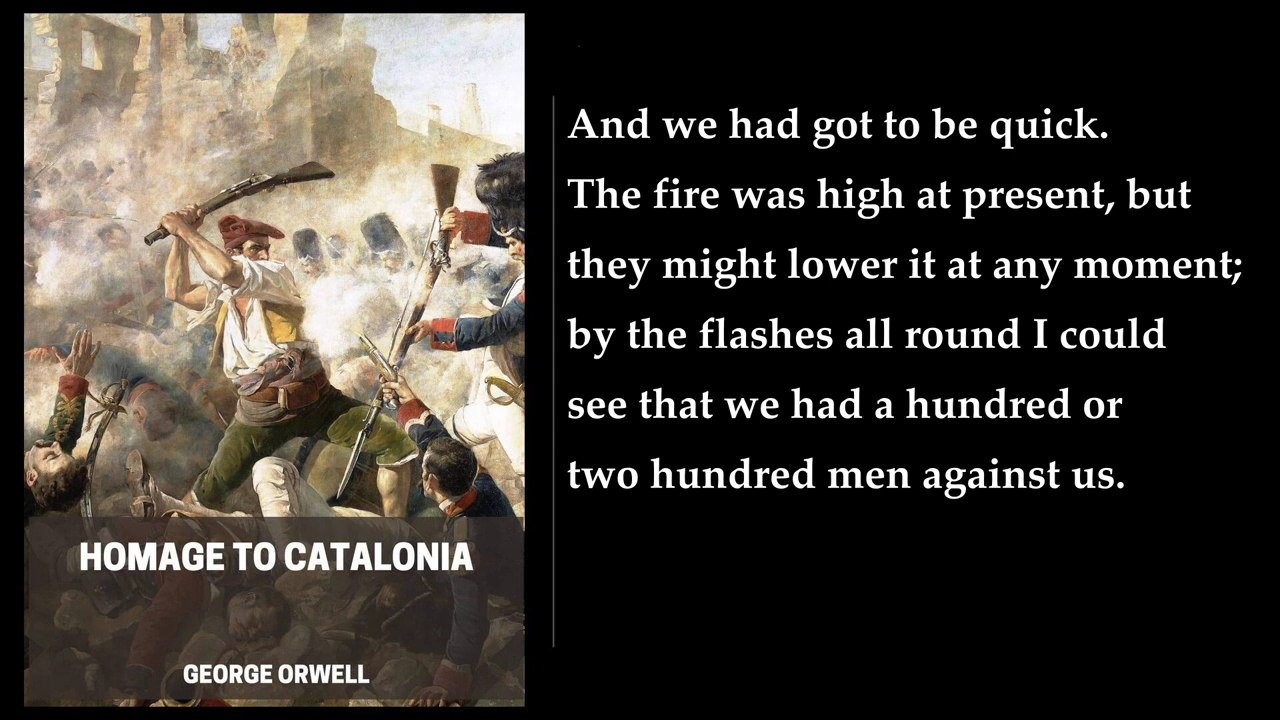 HOMAGE TO CATALONIA
GEORGE ORWELL
And we had got to be quick.
The fire was high at present, but
they might lower it at any moment;
by the flashes all round I could
see that we had a hundred or
two hundred men against us.